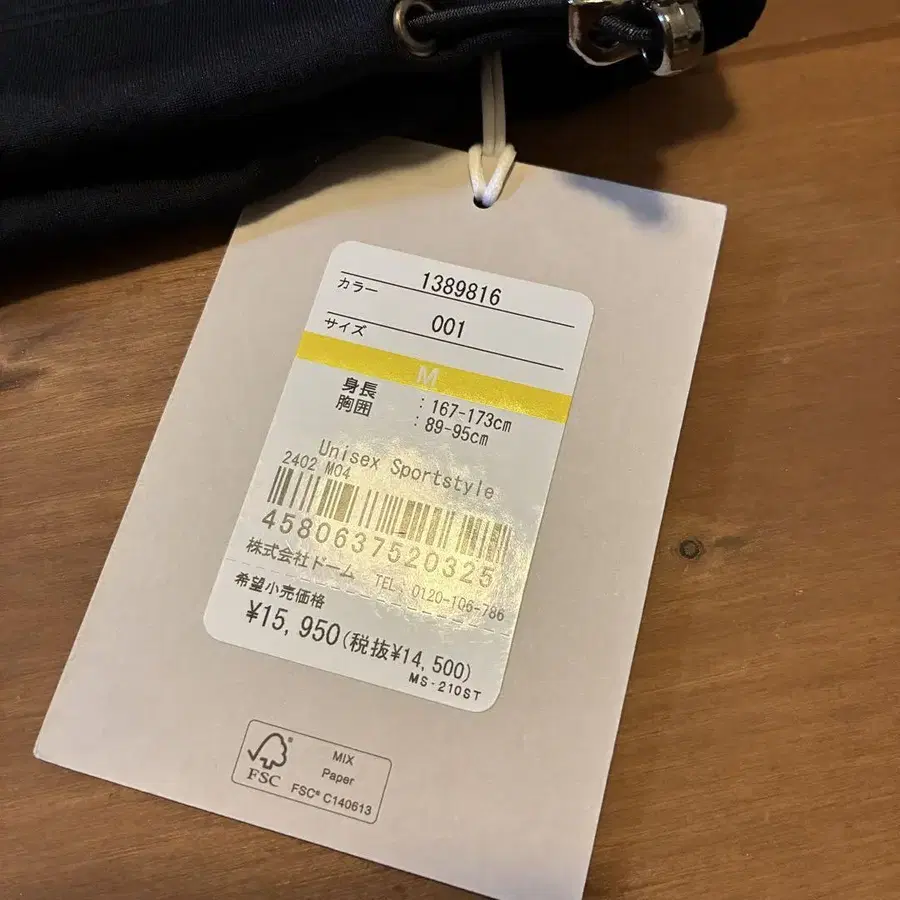 1389816
カラー
001
サイズ
M
身長 : 167-173cm
胸囲 : 89-95cm
Unisex Sportstyle
2402 M04
4580637520325
株式会社ドーム TEL: 0120-106-786
希望小売価格
¥15,950(税抜¥14,500)
MS-210ST
FSC
MIX
Paper
FSC® C140613